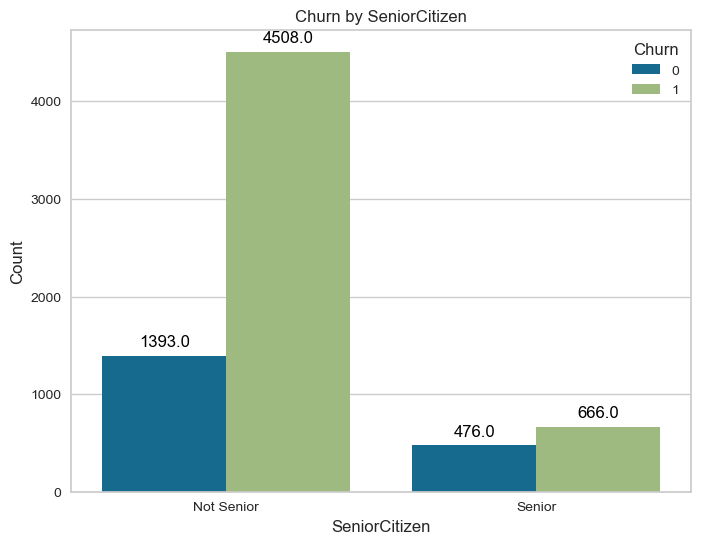 Churn by SeniorCitizen
4508.0
Churn
0
1
4000
3000
Count
2000
1393.0
1000
666.0
476.0
0
Not Senior
Senior
SeniorCitizen